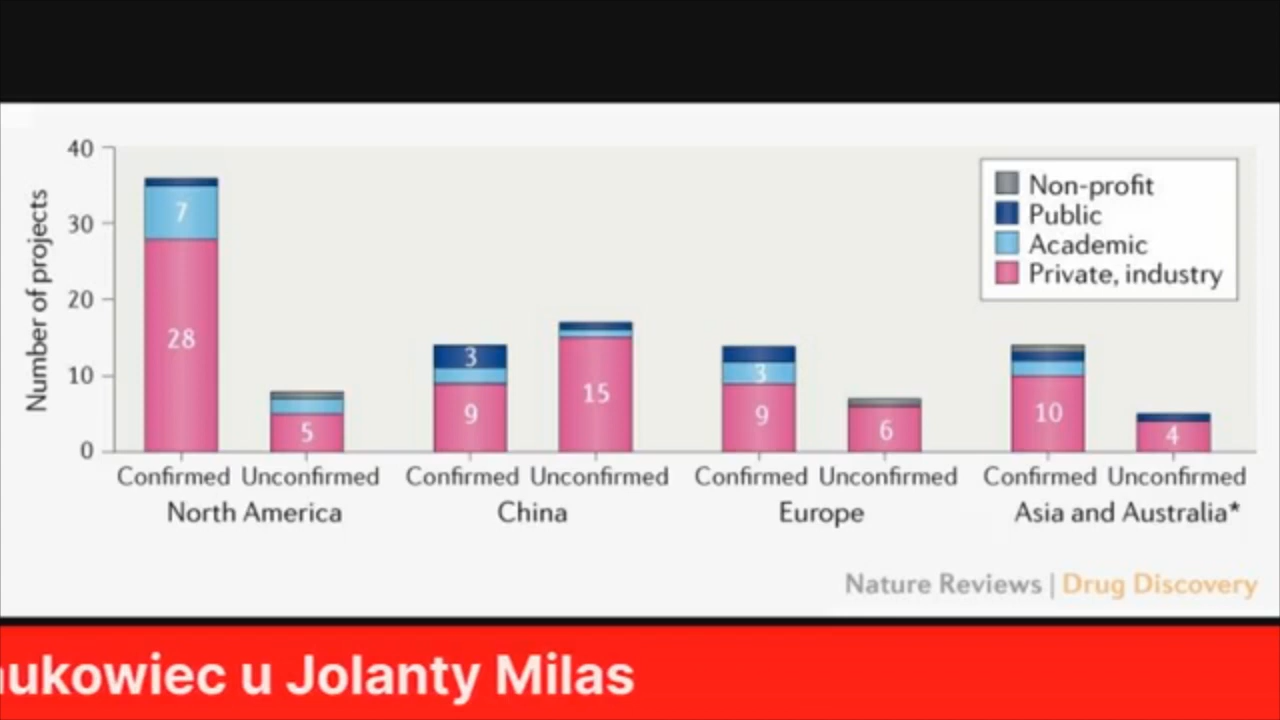 40
30
20
10
0
Number of projects
7
28
5
3
9
15
3
9
6
10
4
Non-profit
Public
Academic
Private, industry
Confirmed Unconfirmed Confirmed Unconfirmed Confirmed Unconfirmed Confirmed Unconfirmed
North America China Europe Asia and Australia*
Nature Reviews | Drug Discovery
aukowiec u Jolanty Milas